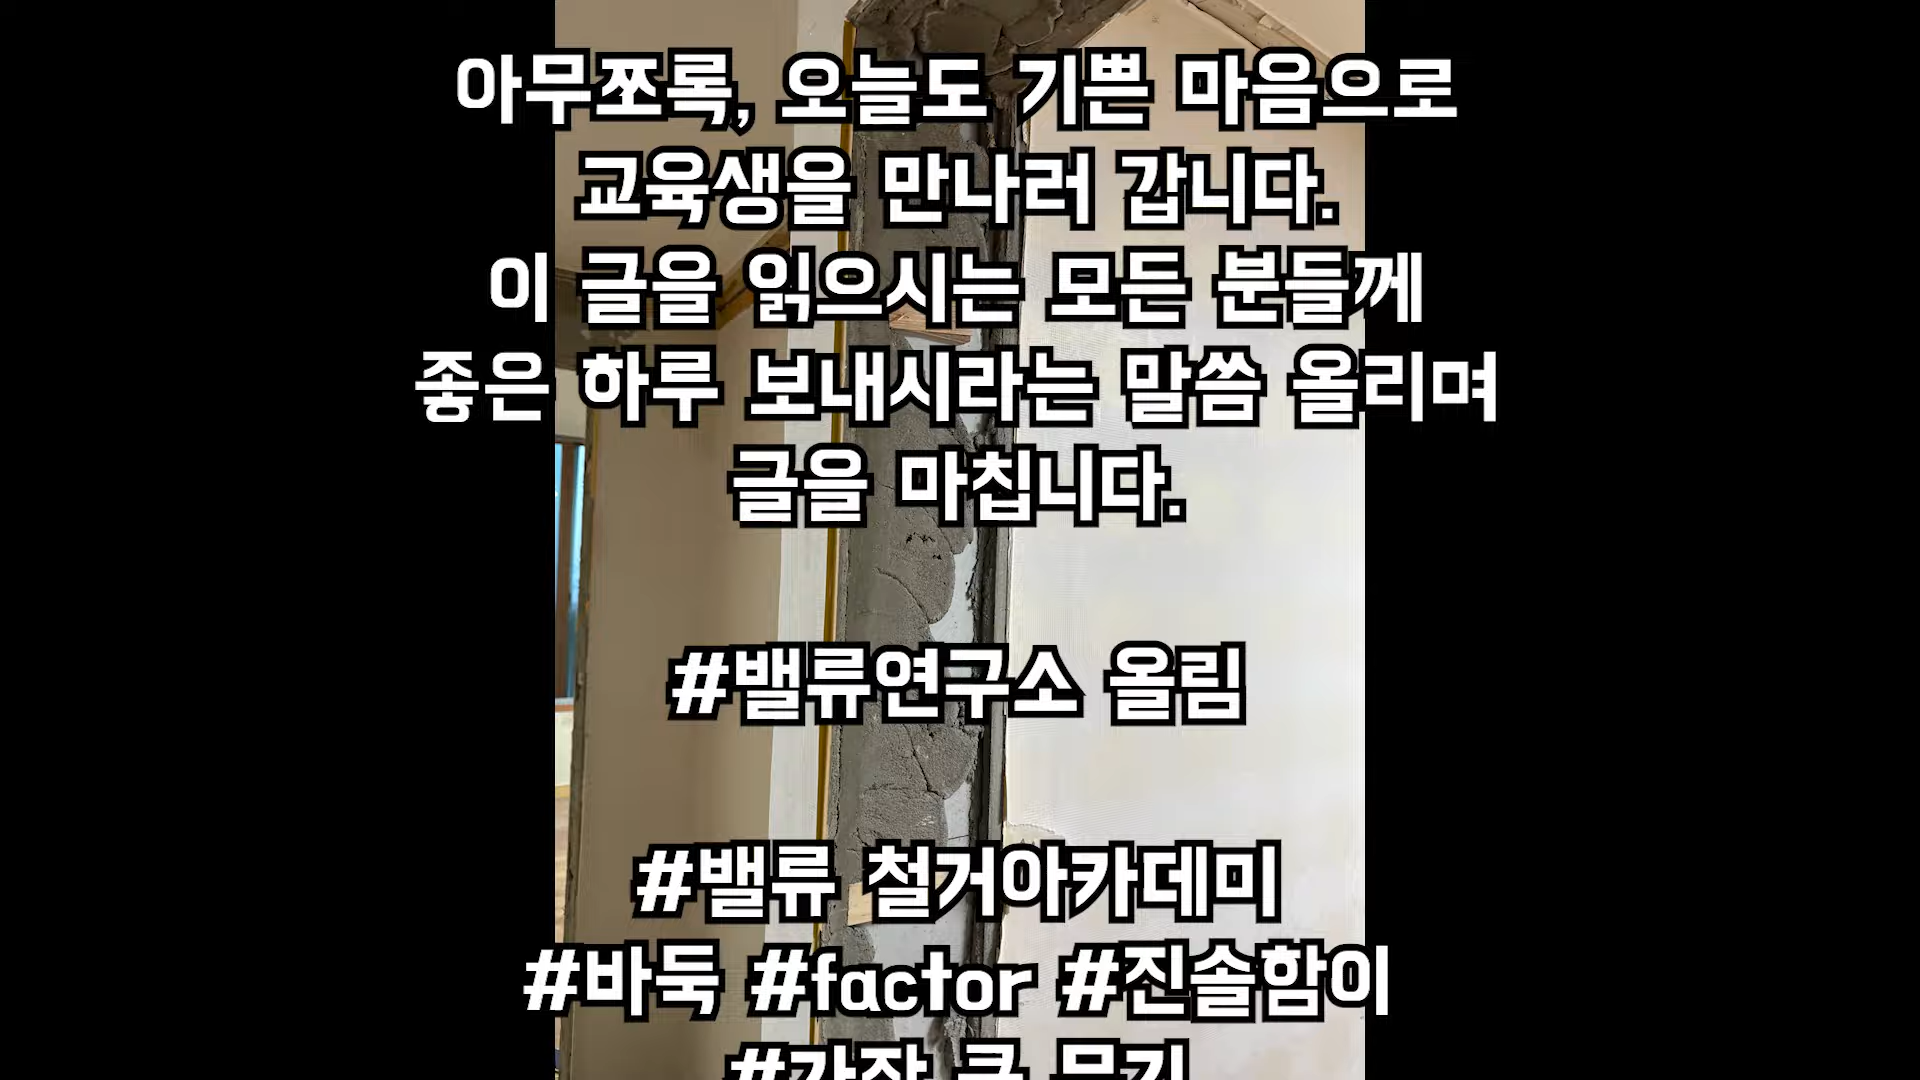 아무쪼록, 오늘도 기쁜 마음으로
교육생을 만나러 갑니다.
이 글을 읽으시는 모든 분들께
좋은 하루 보내시라는 말씀 올리며
글을 마칩니다.
#밸류연구소 올림
#밸류 철거아카데미
#바둑 #factor #진솔함이